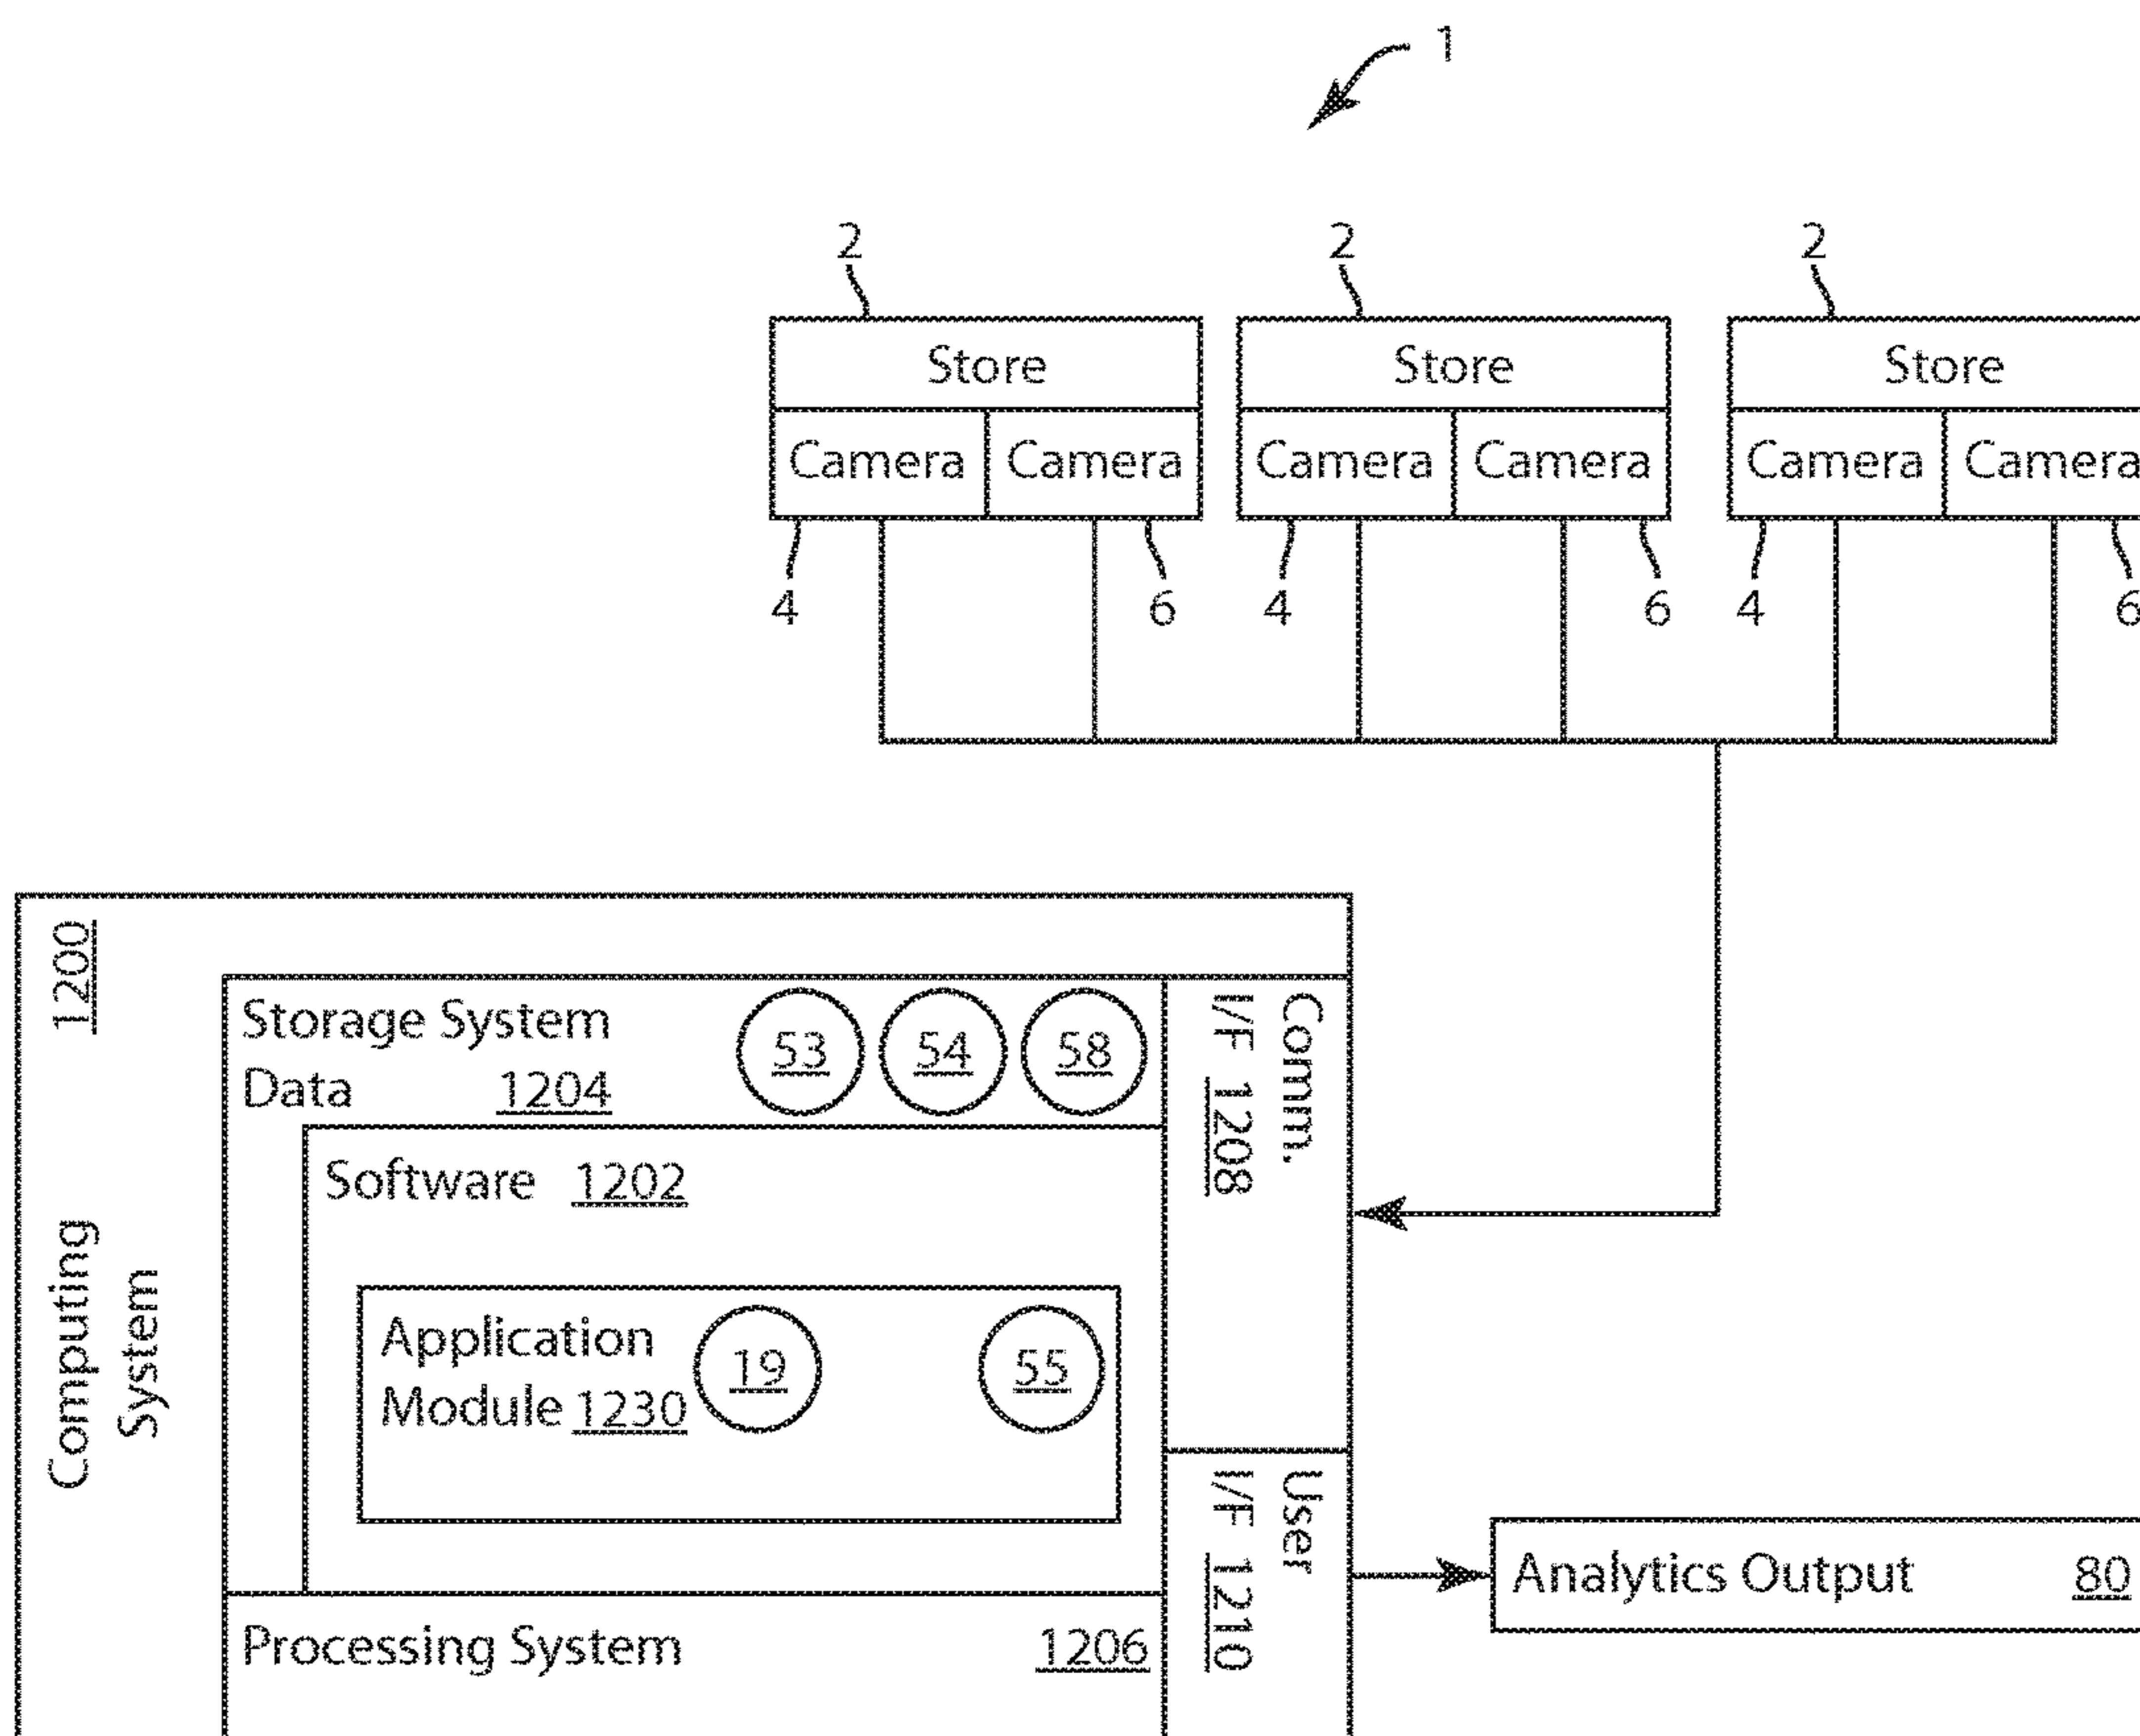 1
2 2 2
Store Store Store
Camera Camera Camera Camera Camera Camera
4 6 4 6 4 6
1200
Computing
System
Storage System
Data 1204
53 54 58
Software 1202
Application
Module 1230
19 55
Processing System 1206
Comm.
I/F 1208
User
I/F 1210
Analytics Output 80